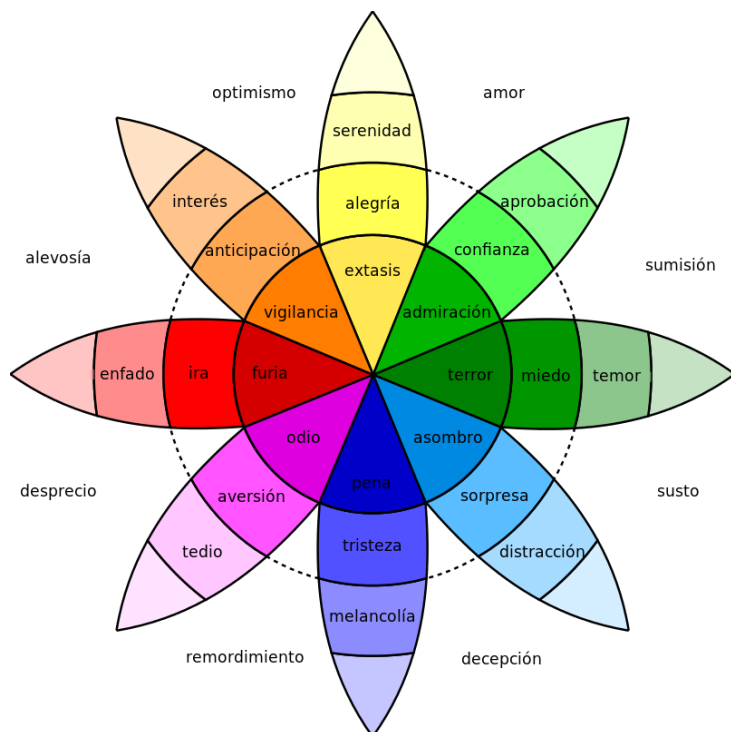 optimismo
amor
serenidad
interés
aprobación
alegría
anticipación
confianza
alevosía
sumisión
extasis
vigilancia
admiración
enfado
ira
furia
terror
miedo
temor
odio
asombro
desprecio
aversión
pena
sorpresa
susto
tedio
tristeza
distracción
melancolía
remordimiento
decepción